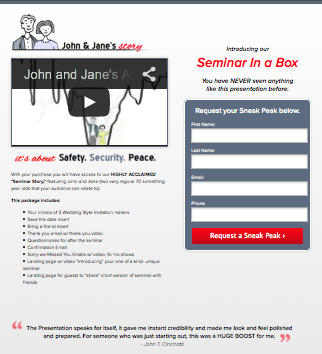 John & Jane's story
John and Jane's A
it's about Safety. Security. Peace.
With your purchase you will have access to our HIGHLY ACCLAIMED
"Seminar Story," featuring John and Jane (two very regular 70 something
year olds that your audience can relate to).
This package includes:
Your choice of 3 Wedding Style Invitation mailers
Save the date insert
Bring a friend insert
Thank you email w/ thank you video
Questionnaires for after the seminar
Confirmation Email
Sorry we Missed You Emails w/ video, for no shows
Landing page w/ video "introducing" your one of a kind- unique
seminar
Landing page for guests to "share" short version of seminar with
friends
Introducing our
Seminar In a Box
You have NEVER seen anything
like this presentation before.
Request your Sneak Peak below.
First Name:
Last Name:
Email:
Phone
Request a Sneak Peak ›
“ The Presentation speaks for itself, it gave me instant credibility and made me look and feel polished
and prepared. For someone who was just starting out, this was a HUGE BOOST for me. ”
- John T. Cincinati